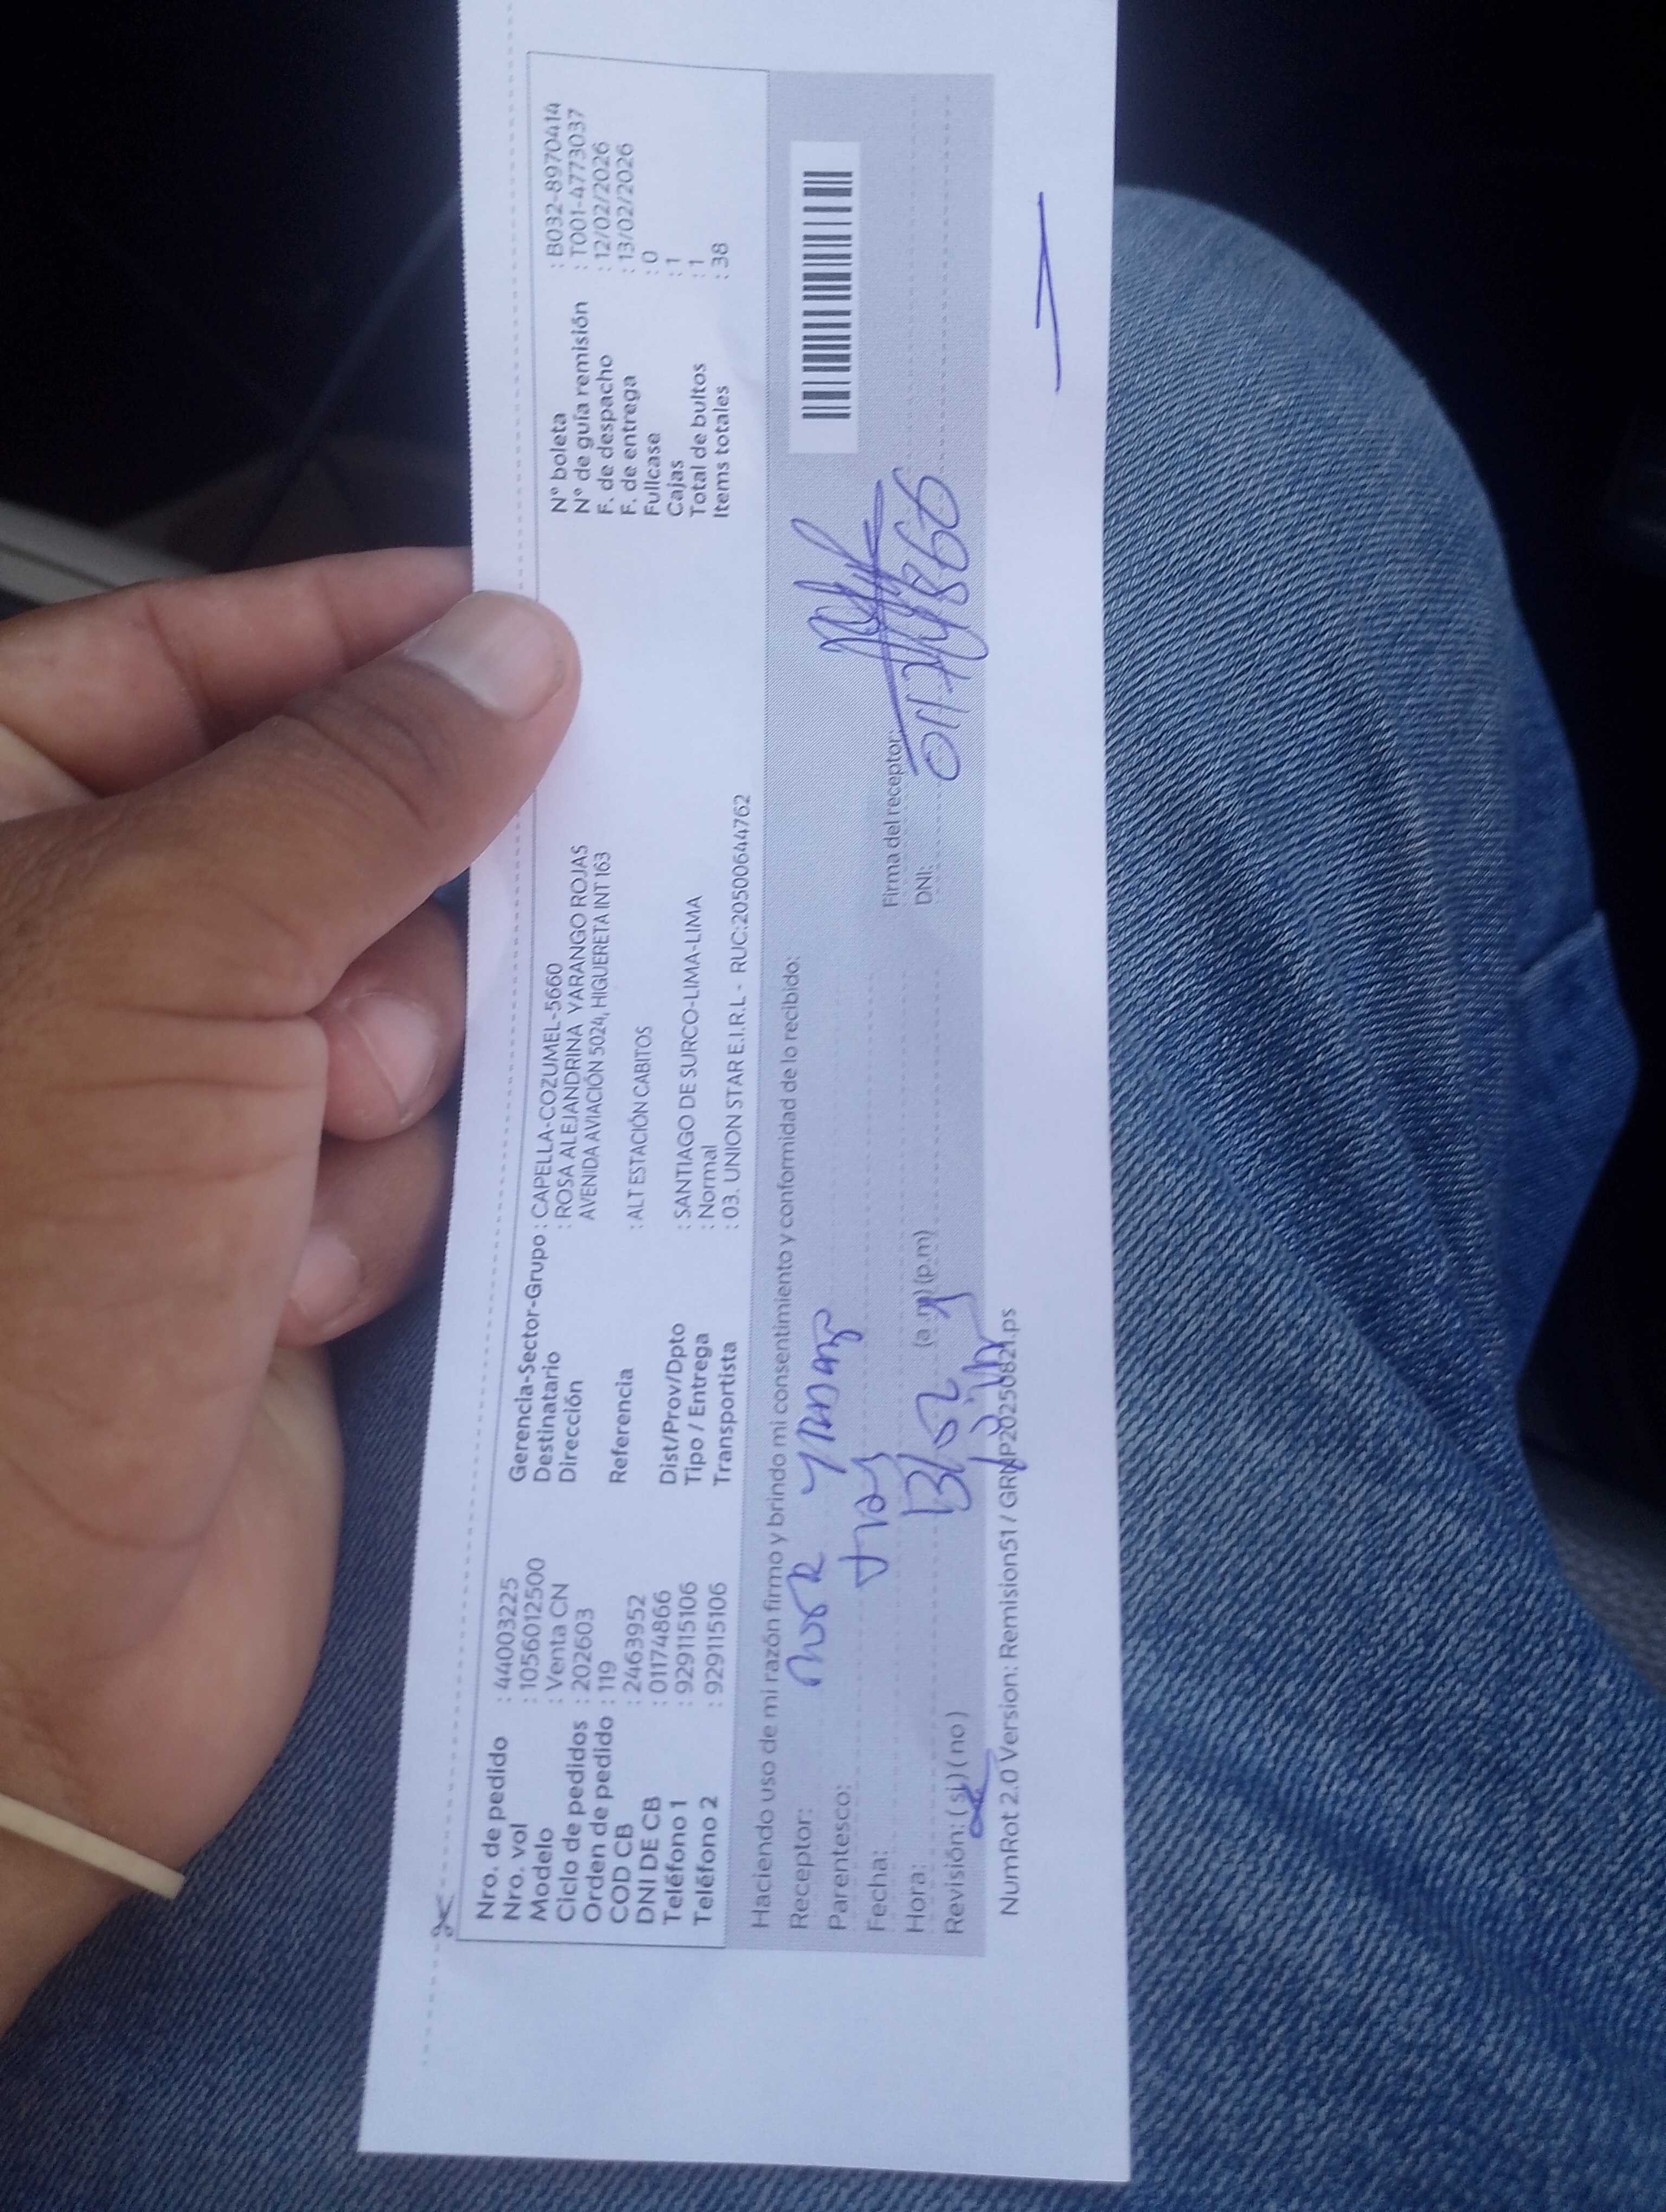 Nro. de pedido : 44003225
Nro. vol : 1056012500
Modelo : Venta CN
Ciclo de pedidos : 202603
Orden de pedido : 119
COD CB : 2463952
DNI DE CB : 01174866
Teléfono 1 : 929115106
Teléfono 2 : 929115106
Gerencia-Sector-Grupo : CAPELLA-COZUMEL-5660
Destinatario : ROSA ALEJANDRINA YARANGO ROJAS
Dirección AVENIDA AVIACIÓN 5024, HIGUERETA INT 163
Referencia : ALT ESTACIÓN CABITOS
Dist/Prov/Dpto : SANTIAGO DE SURCO-LIMA-LIMA
Tipo / Entrega : Normal
Transportista : 03. UNION STAR E.I.R.L - RUC:20500644762
N° boleta : B032-8970414
N° de guía remisión : T001-4773037
F. de despacho : 12/02/2026
F. de entrega : 13/02/2026
Fullcase : 0
Cajas : 1
Total de bultos : 1
Items totales : 38
Haciendo uso de mi razón firmo y brindo mi consentimiento y conformidad de lo recibido:
Receptor: Yarango
Parentesco:
Fecha: 13/02
Hora: (a.m) (p.m)
Revisión: (si) (no)
Firma del receptor:
DNI: 01174866
NumRot 2.0 Version: Remision51 / GRMP20250821.ps